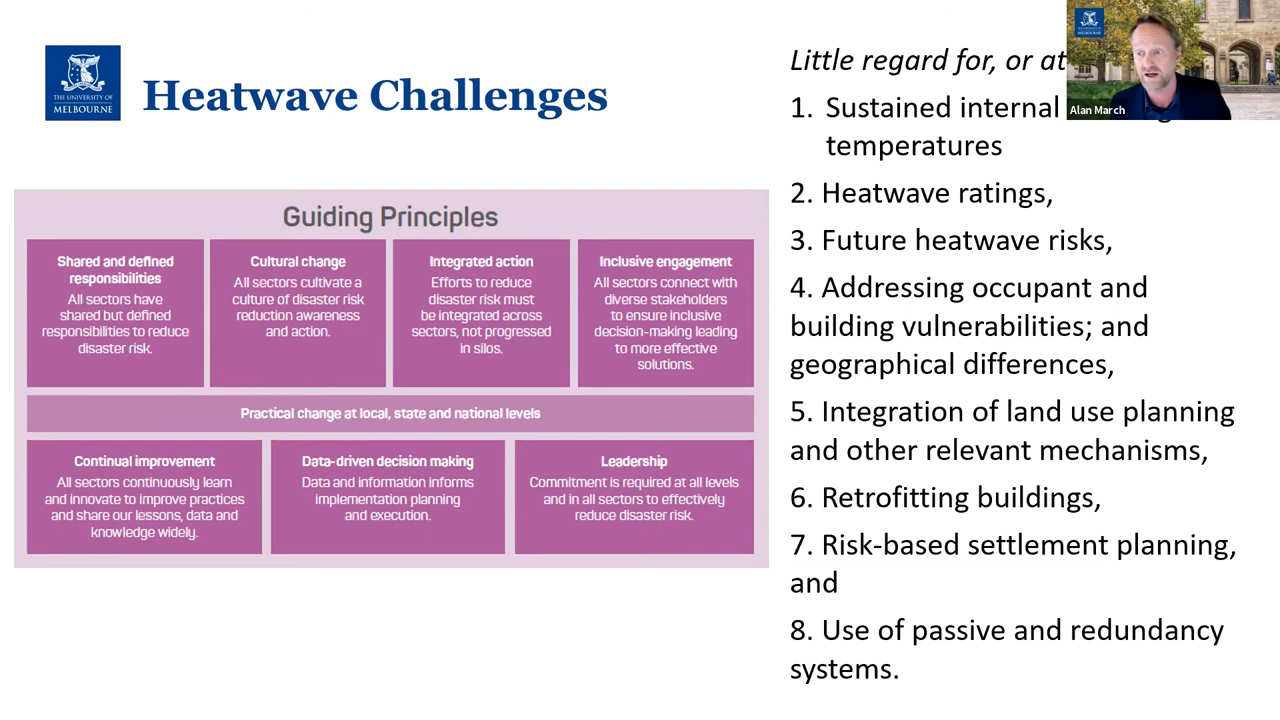 THE UNIVERSITY OF
MELBOURNE
Heatwave Challenges
Guiding Principles
Shared and defined
responsibilities
All sectors have
shared but defined
responsibilities to reduce
disaster risk.
Cultural change
All sectors cultivate a
culture of disaster risk
reduction awareness
and action.
Integrated action
Efforts to reduce
disaster risk must
be integrated across
sectors, not progressed
in silos.
Inclusive engagement
All sectors connect with
diverse stakeholders
to ensure inclusive
decision-making leading
to more effective
solutions.
Practical change at local, state and national levels
Continual improvement
All sectors continuously learn
and innovate to improve practices
and share our lessons, data and
knowledge widely.
Data-driven decision making
Data and information informs
implementation planning
and execution.
Leadership
Commitment is required at all levels
and in all sectors to effectively
reduce disaster risk.
Little regard for, or
1. Sustained internal
temperatures
2. Heatwave ratings,
3. Future heatwave risks,
4. Addressing occupant and
building vulnerabilities; and
geographical differences,
5. Integration of land use planning
and other relevant mechanisms,
6. Retrofitting buildings,
7. Risk-based settlement planning,
and
8. Use of passive and redundancy
systems.
Alan March